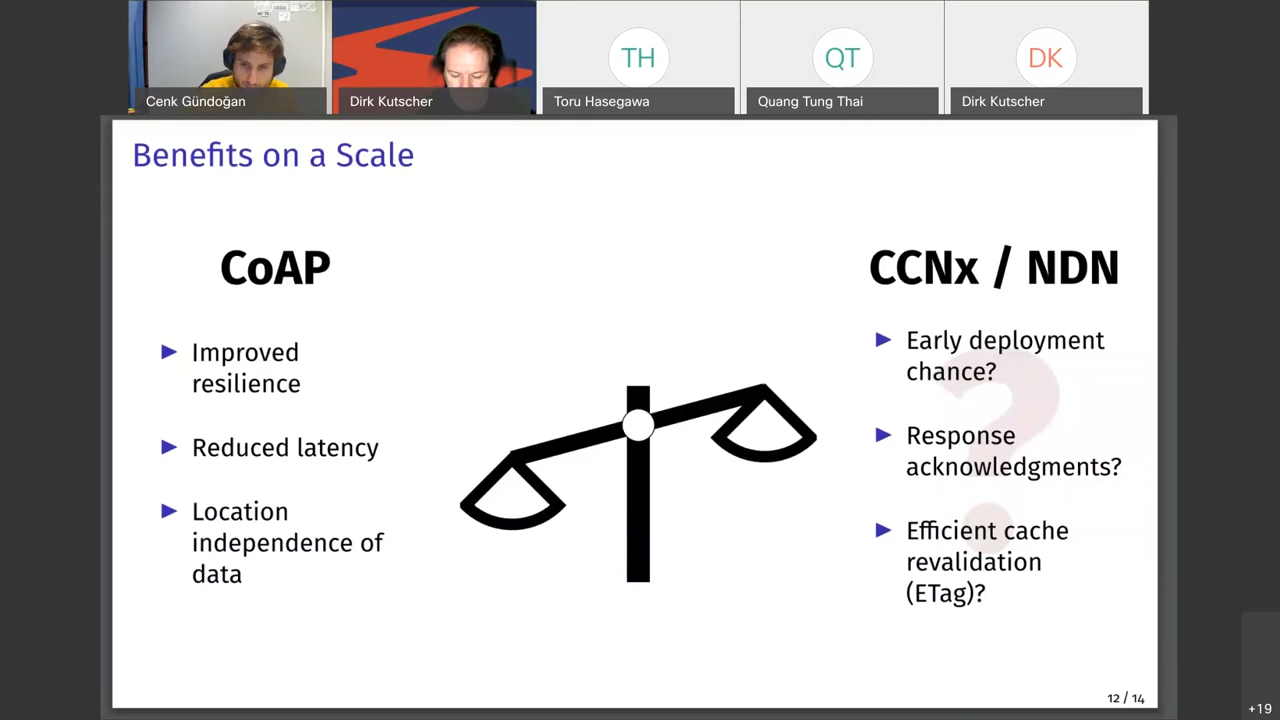 TH
QT
DK
Cenk Gündoğan
Dirk Kutscher
Toru Hasegawa
Quang Tung Thai
Dirk Kutscher
Benefits on a Scale
CoAP
► Improved
resilience
► Reduced latency
► Location
independence of
data
CCNx / NDN
► Early deployment
chance?
► Response
acknowledgments?
► Efficient cache
revalidation
(ETag)?
?
12 / 14
+19